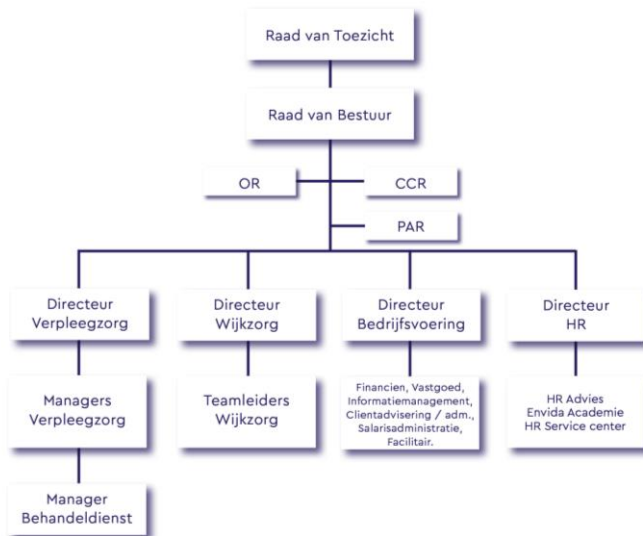 Raad van Toezicht
Raad van Bestuur
OR
CCR
PAR
Directeur
Verpleegzorg
Directeur
Wijkzorg
Directeur
Bedrijfsvoering
Directeur
HR
Managers
Verpleegzorg
Teamleiders
Wijkzorg
Financien, Vastgoed,
Informatiemanagement,
Clientadvisering / adm.,
Salarisadministratie,
Facilitair.
HR Advies
Envida Academie
HR Service center
Manager
Behandeldienst